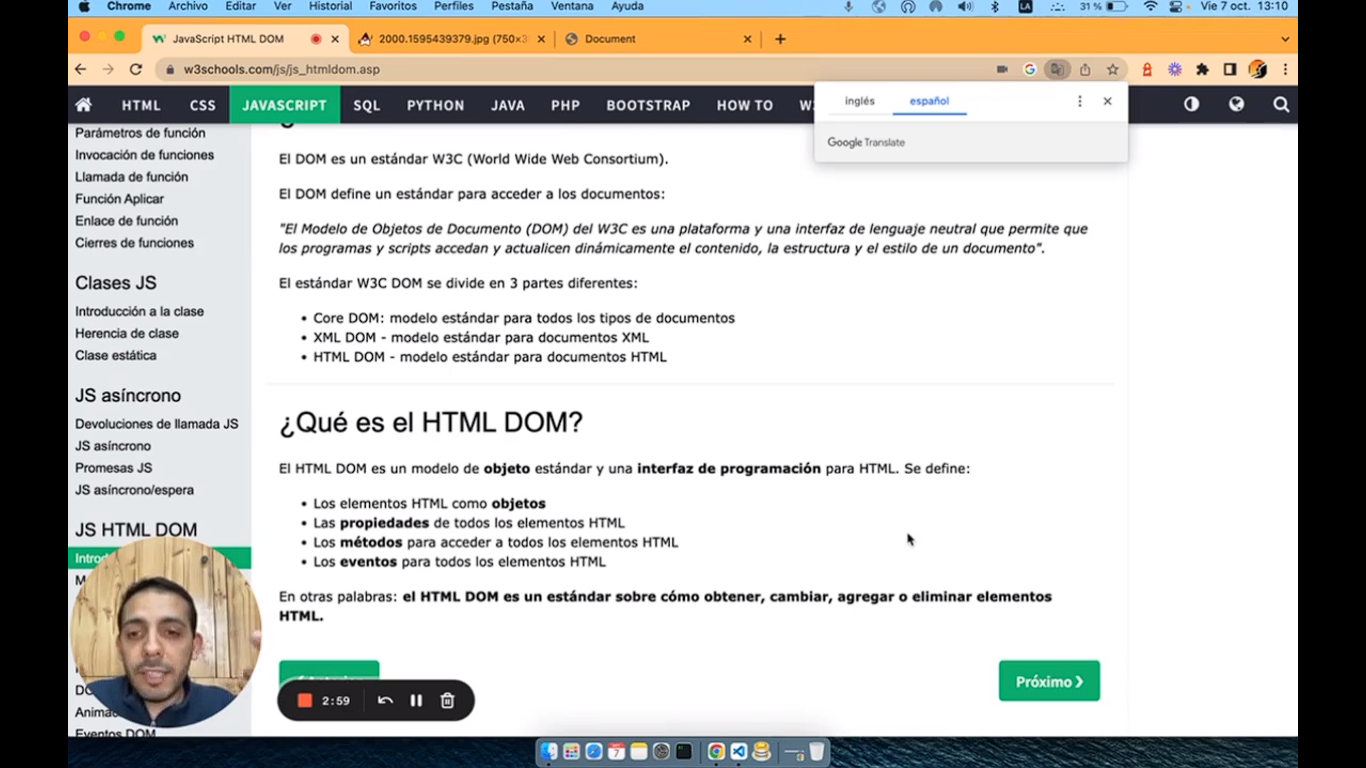 Chrome Archivo Editar Ver Historial Favoritos Perfiles Pestaña Ventana Ayuda LA 31 % Vie 7 oct. 13:10
JavaScript HTML DOM 2000.1595439379.jpg (750×3 Document
w3schools.com/js/js_htmldom.asp
HTML CSS JAVASCRIPT SQL PYTHON JAVA PHP BOOTSTRAP HOW TO W
inglés español
Google Translate
Parámetros de función
Invocación de funciones
Llamada de función
Función Aplicar
Enlace de función
Cierres de funciones
Clases JS
Introducción a la clase
Herencia de clase
Clase estática
JS asíncrono
Devoluciones de llamada JS
JS asíncrono
Promesas JS
JS asíncrono/espera
JS HTML DOM
Introd
M
DO
Anima
Eventos DOM
El DOM es un estándar W3C (World Wide Web Consortium).
El DOM define un estándar para acceder a los documentos:
"El Modelo de Objetos de Documento (DOM) del W3C es una plataforma y una interfaz de lenguaje neutral que permite que
los programas y scripts accedan y actualicen dinámicamente el contenido, la estructura y el estilo de un documento".
El estándar W3C DOM se divide en 3 partes diferentes:
• Core DOM: modelo estándar para todos los tipos de documentos
• XML DOM - modelo estándar para documentos XML
• HTML DOM - modelo estándar para documentos HTML
¿Qué es el HTML DOM?
El HTML DOM es un modelo de objeto estándar y una interfaz de programación para HTML. Se define:
• Los elementos HTML como objetos
• Las propiedades de todos los elementos HTML
• Los métodos para acceder a todos los elementos HTML
• Los eventos para todos los elementos HTML
En otras palabras: el HTML DOM es un estándar sobre cómo obtener, cambiar, agregar o eliminar elementos
HTML.
Próximo ❯
2:59